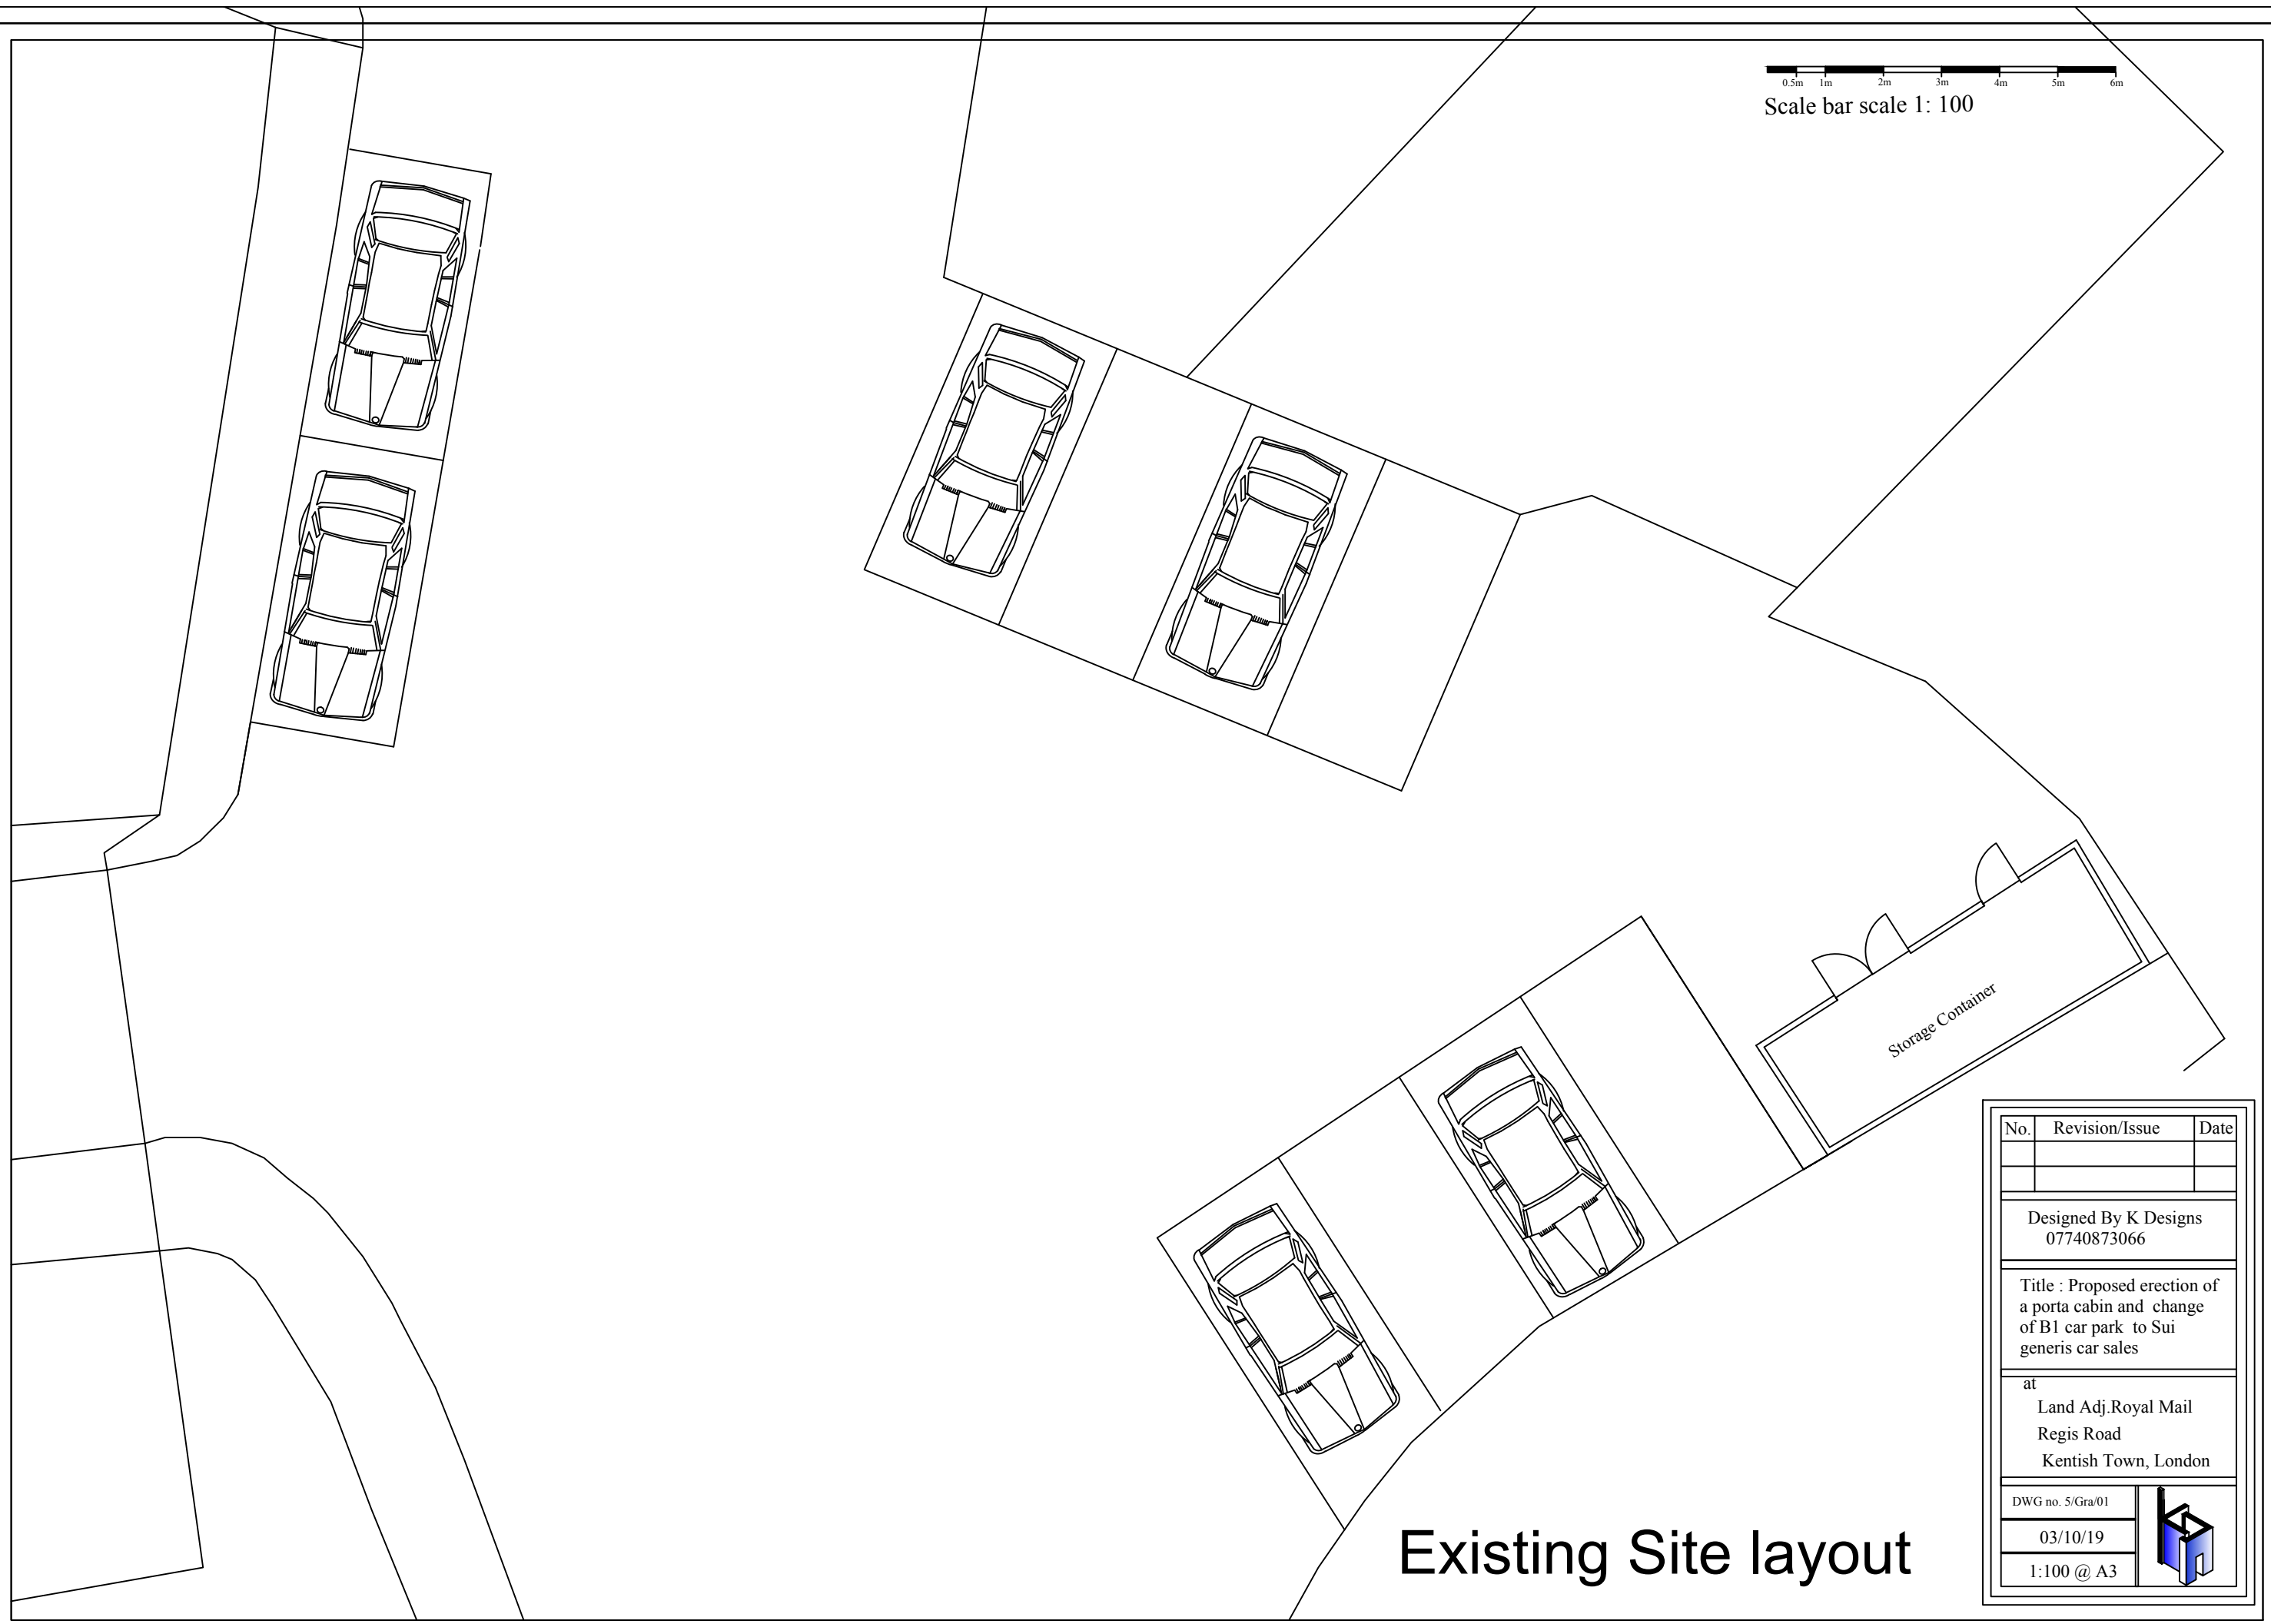 0.5m 1m 2m 3m 4m 5m 6m
Scale bar scale 1: 100
Storage Container
No. Revision/Issue Date
Designed By K Designs
07740873066
Title : Proposed erection of
a porta cabin and change
of B1 car park to Sui
generis car sales
at
Land Adj.Royal Mail
Regis Road
Kentish Town, London
DWG no. 5/Gra/01
03/10/19
1:100 @ A3
Existing Site layout